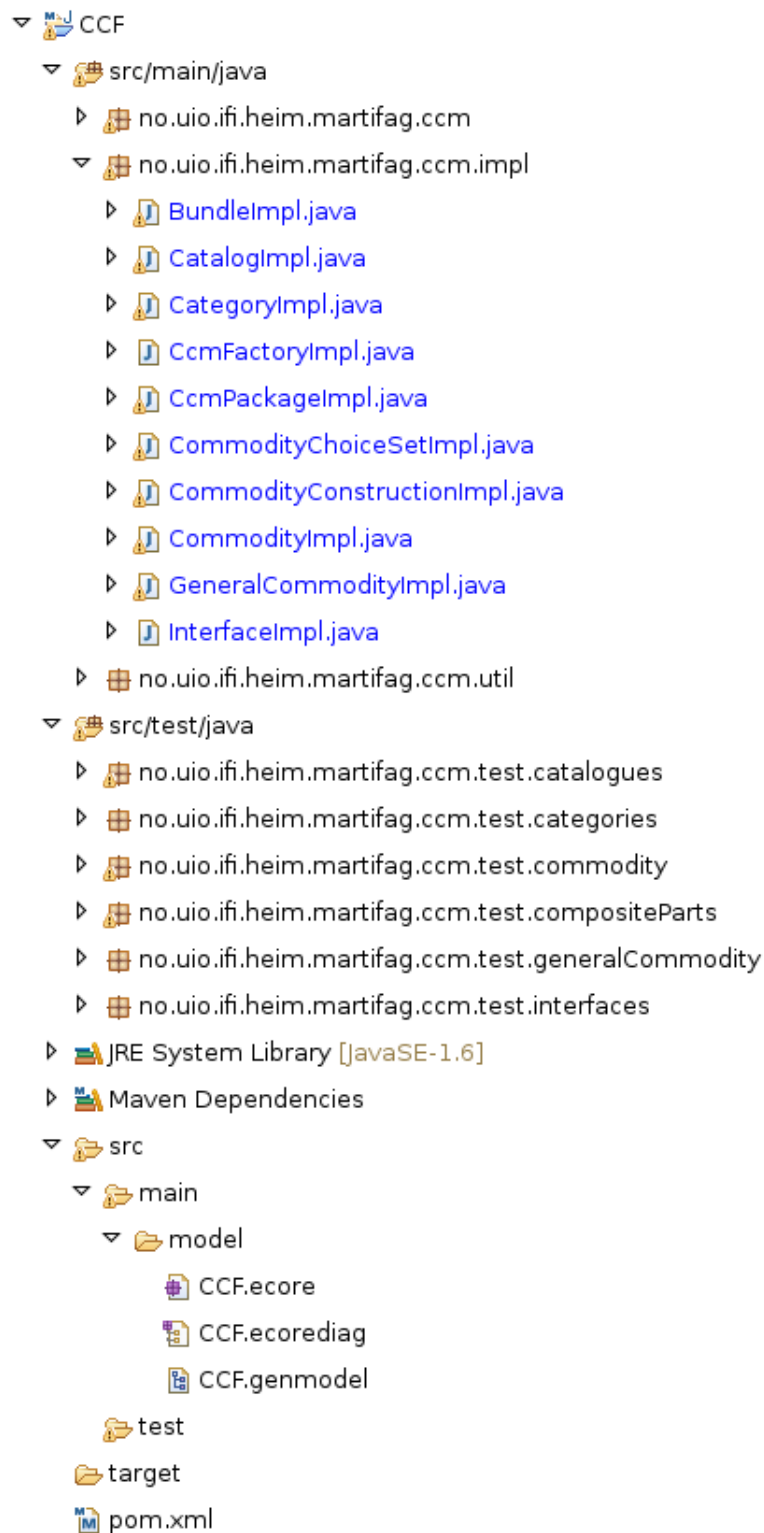 CCF
src/main/java
no.uio.ifi.heim.martifag.ccm
no.uio.ifi.heim.martifag.ccm.impl
BundleImpl.java
CatalogImpl.java
CategoryImpl.java
CcmFactoryImpl.java
CcmPackageImpl.java
CommodityChoiceSetImpl.java
CommodityConstructionImpl.java
CommodityImpl.java
GeneralCommodityImpl.java
InterfaceImpl.java
no.uio.ifi.heim.martifag.ccm.util
src/test/java
no.uio.ifi.heim.martifag.ccm.test.catalogues
no.uio.ifi.heim.martifag.ccm.test.categories
no.uio.ifi.heim.martifag.ccm.test.commodity
no.uio.ifi.heim.martifag.ccm.test.compositeParts
no.uio.ifi.heim.martifag.ccm.test.generalCommodity
no.uio.ifi.heim.martifag.ccm.test.interfaces
JRE System Library [JavaSE-1.6]
Maven Dependencies
src
main
model
CCF.ecore
CCF.ecorediag
CCF.genmodel
test
target
pom.xml